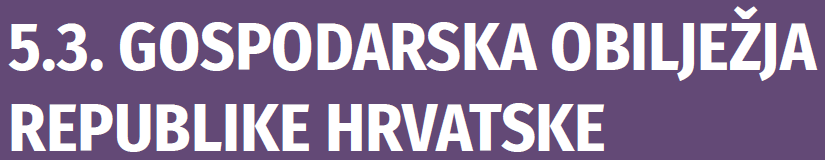 5.3. GOSPODARSKA OBILJEŽJA
REPUBLIKE HRVATSKE